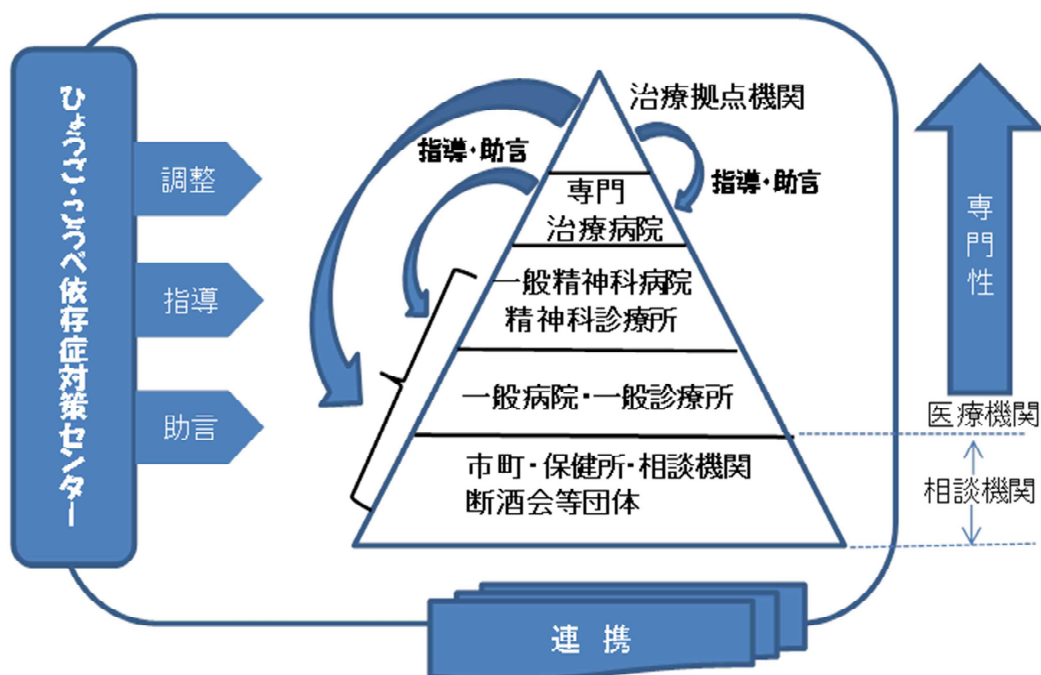 ひょうご・こうべ依存症対策センター
調整
指導
助言
治療拠点機関
指導・助言
指導・助言
専門
治療病院
一般精神科病院
精神科診療所
一般病院・一般診療所
市町・保健所・相談機関
断酒会等団体
専門性
医療機関
相談機関
連携